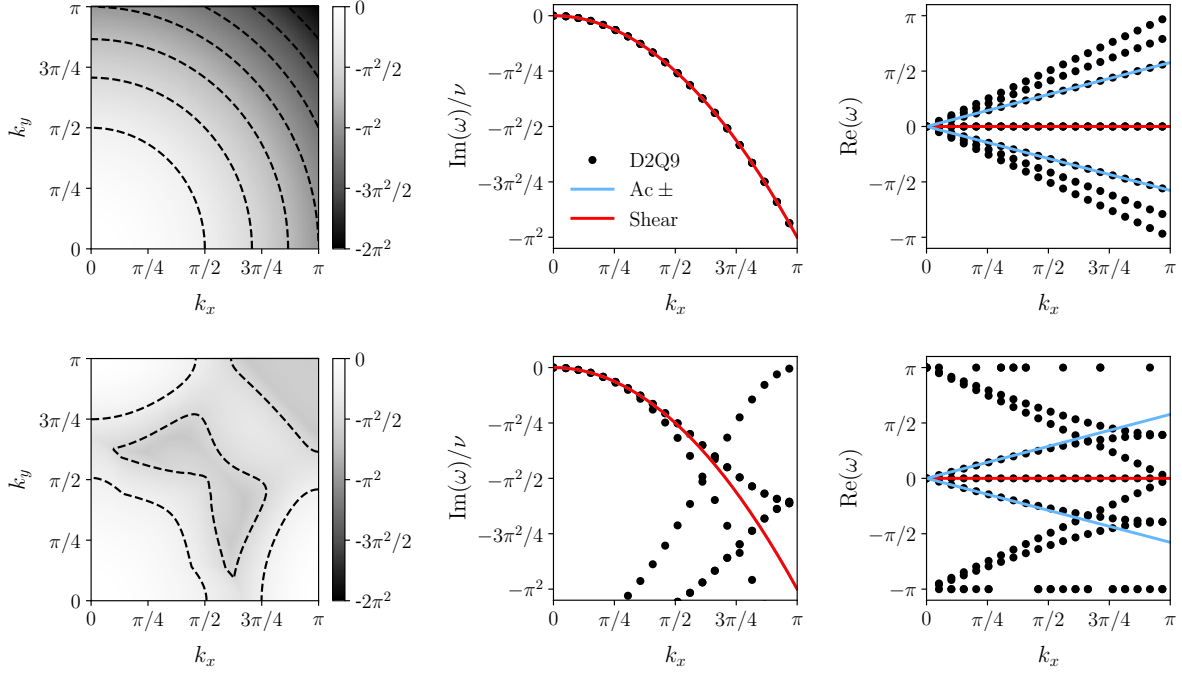 π
3π/4
π/2
π/4
0
k_y
0
π/4
π/2
3π/4
π
k_x
0
-π²/2
-π²
-3π²/2
-2π²
0
−π²/4
−π²/2
−3π²/4
−π²
Im(ω)/ν
D2Q9
Ac ±
Shear
0
π/4
π/2
3π/4
π
k_x
π
π/2
0
−π/2
−π
Re(ω)
0
π/4
π/2
3π/4
π
k_x
π
3π/4
π/2
π/4
0
k_y
0
π/4
π/2
3π/4
π
k_x
0
-π²/2
-π²
-3π²/2
-2π²
0
−π²/4
−π²/2
−3π²/4
−π²
Im(ω)/ν
0
π/4
π/2
3π/4
π
k_x
π
π/2
0
−π/2
−π
Re(ω)
0
π/4
π/2
3π/4
π
k_x